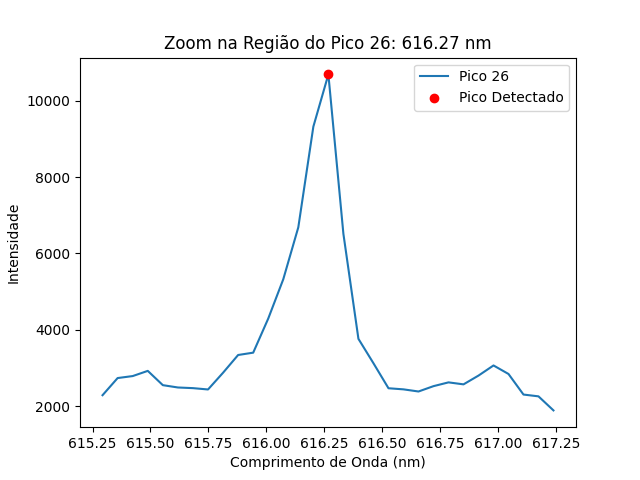 Zoom na Região do Pico 26: 616.27 nm
Pico 26
Pico Detectado
Intensidade
10000
8000
6000
4000
2000
615.25 615.50 615.75 616.00 616.25 616.50 616.75 617.00 617.25
Comprimento de Onda (nm)